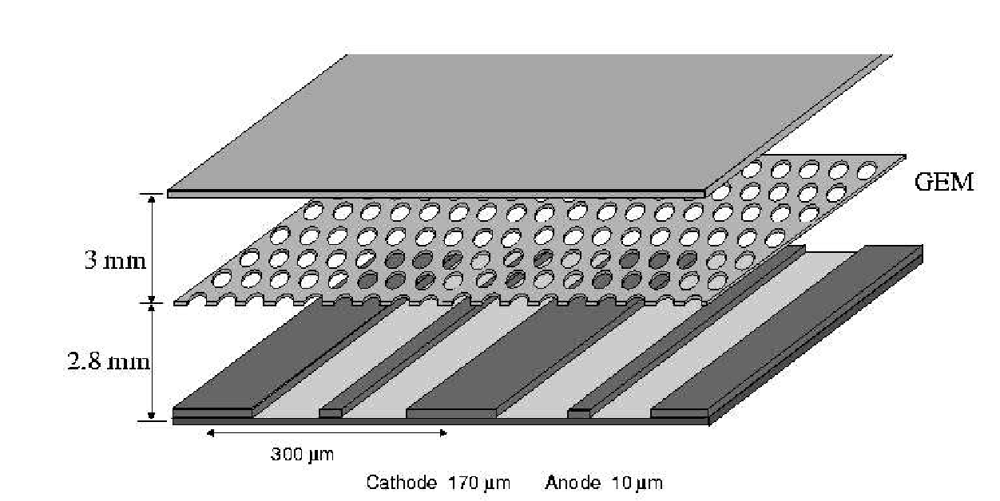 GEM
3 mm
2.8 mm
300 μm
Cathode 170 μm Anode 10 μm